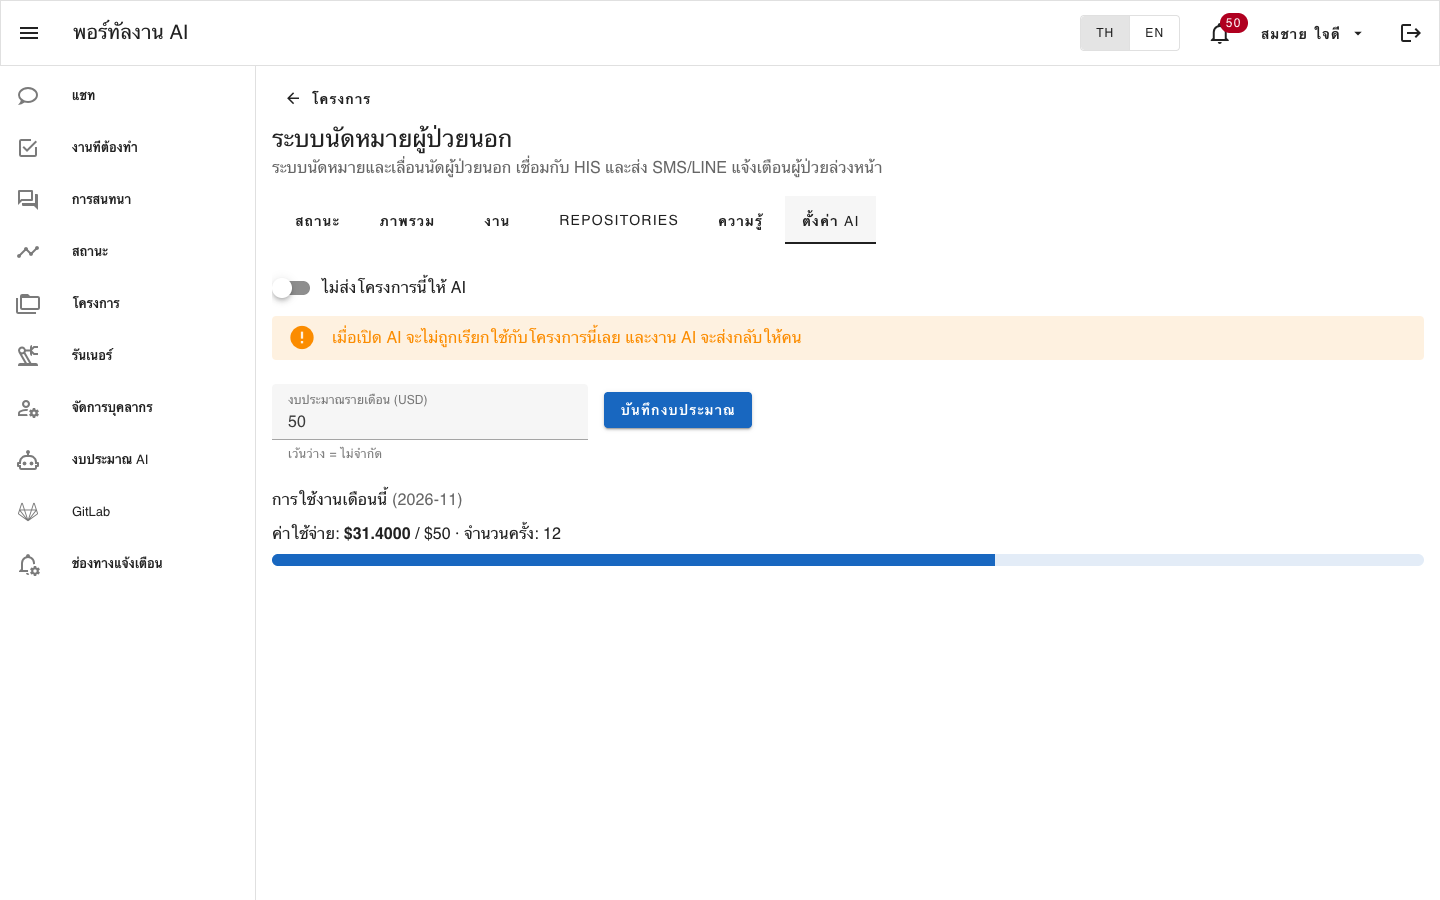 พอร์ทัลงาน AI
TH
EN
50
สมชาย ใจดี
แชท
งานที่ต้องทำ
การสนทนา
สถานะ
โครงการ
รันเนอร์
จัดการบุคลากร
งบประมาณ AI
GitLab
ช่องทางแจ้งเตือน
โครงการ
ระบบนัดหมายผู้ป่วยนอก
ระบบนัดหมายและเลื่อนนัดผู้ป่วยนอก เชื่อมกับ HIS และส่ง SMS/LINE แจ้งเตือนผู้ป่วยล่วงหน้า
สถานะ
ภาพรวม
งาน
REPOSITORIES
ความรู้
ตั้งค่า AI
ไม่ส่งโครงการนี้ให้ AI
เมื่อเปิด AI จะไม่ถูกเรียกใช้กับโครงการนี้เลย และงาน AI จะส่งกลับให้คน
งบประมาณรายเดือน (USD)
50
บันทึกงบประมาณ
เว้นว่าง = ไม่จำกัด
การใช้งานเดือนนี้ (2026-11)
ค่าใช้จ่าย: $31.4000 / $50 · จำนวนครั้ง: 12